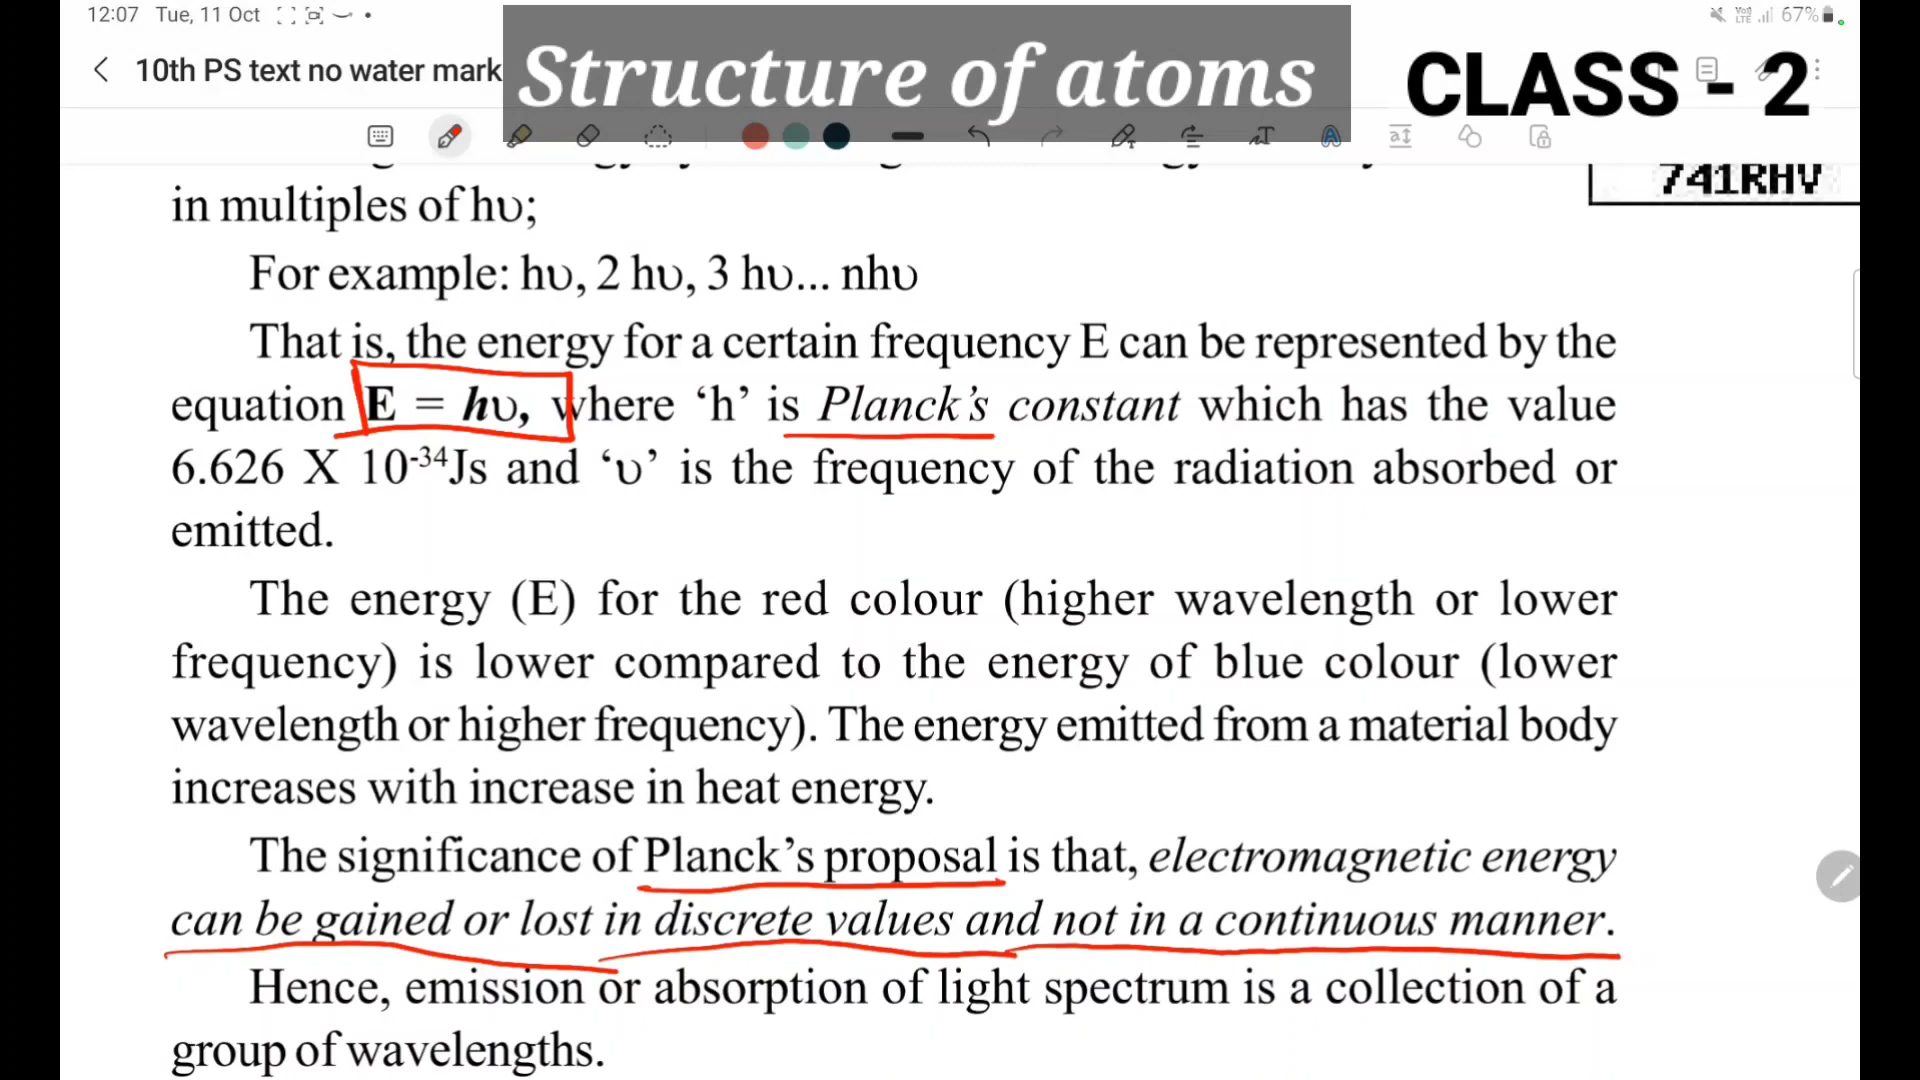 12:07 Tue, 11 Oct
67%
10th PS text no water mark
Structure of atoms
CLASS - 2
741RHV
in multiples of hυ;
For example: hυ, 2 hυ, 3 hυ... nhυ
That is, the energy for a certain frequency E can be represented by the
equation E = hυ, where ‘h’ is Planck’s constant which has the value
6.626 X 10-34Js and ‘υ’ is the frequency of the radiation absorbed or
emitted.
The energy (E) for the red colour (higher wavelength or lower
frequency) is lower compared to the energy of blue colour (lower
wavelength or higher frequency). The energy emitted from a material body
increases with increase in heat energy.
The significance of Planck’s proposal is that, electromagnetic energy
can be gained or lost in discrete values and not in a continuous manner.
Hence, emission or absorption of light spectrum is a collection of a
group of wavelengths.